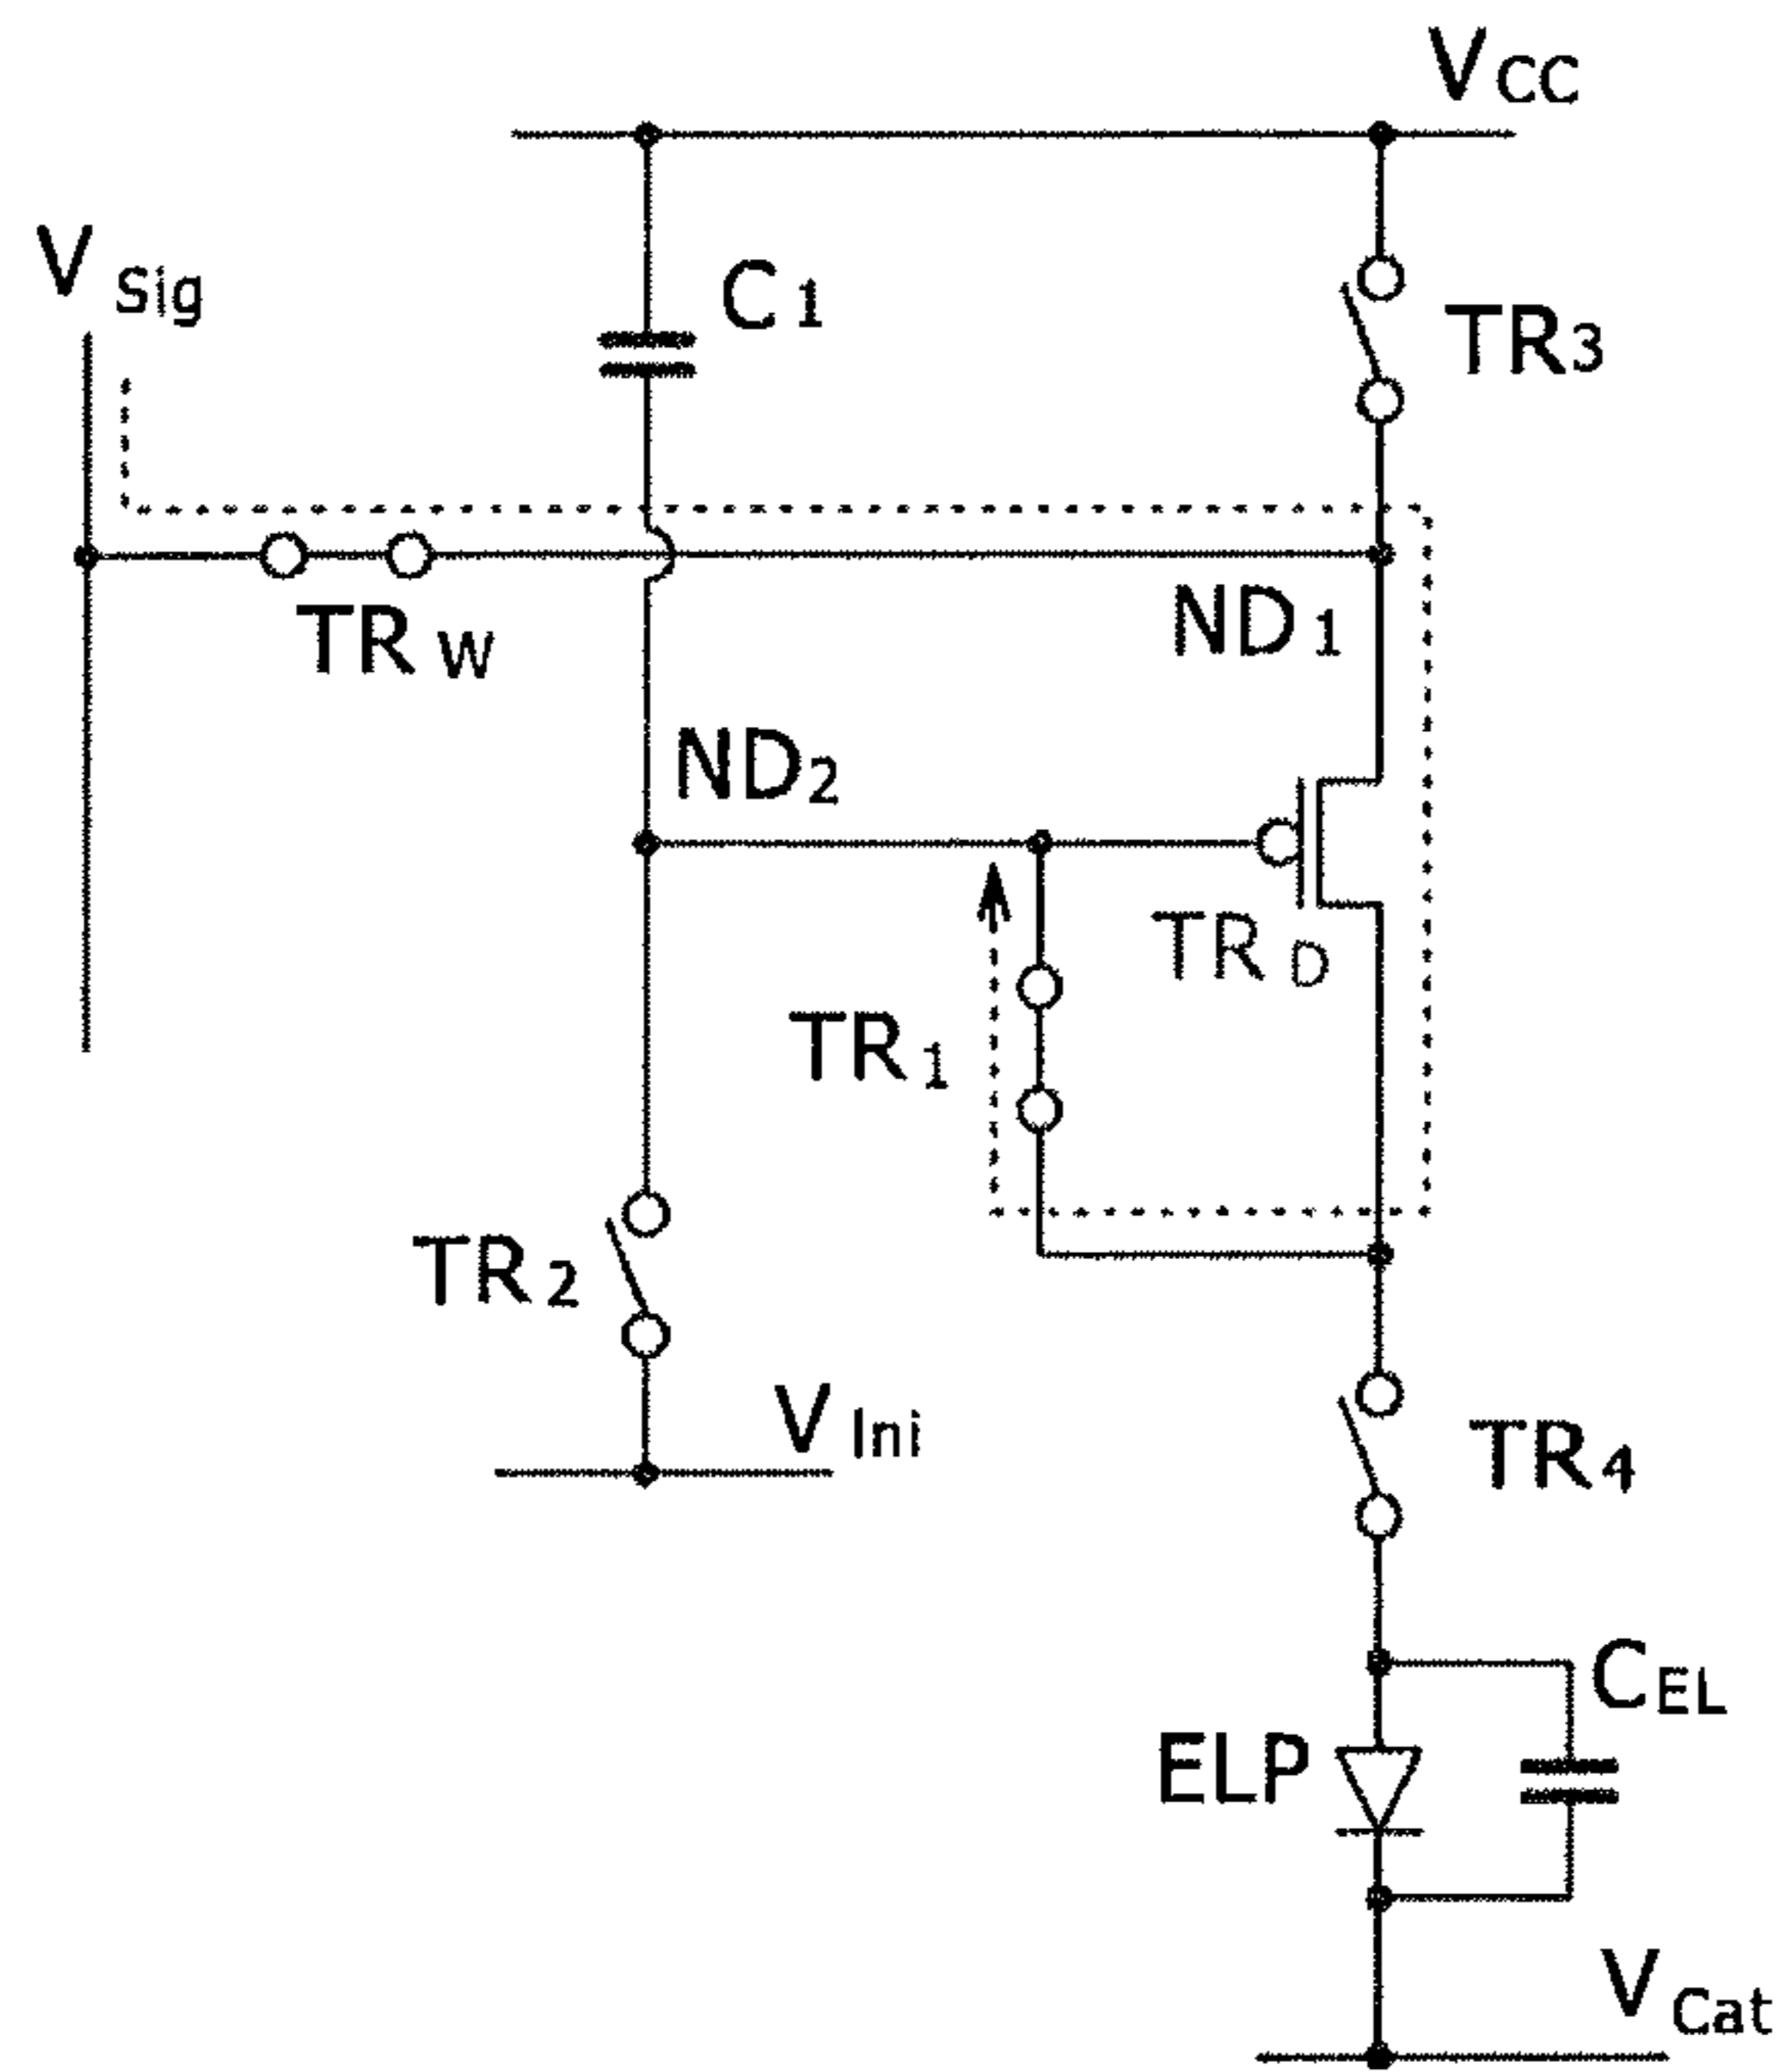 VCC
VSig
C1
TR3
TRW
ND1
ND2
TRD
TR1
TR2
VIni
TR4
CEL
ELP
VCat